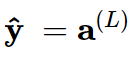 ŷ = a^(L)